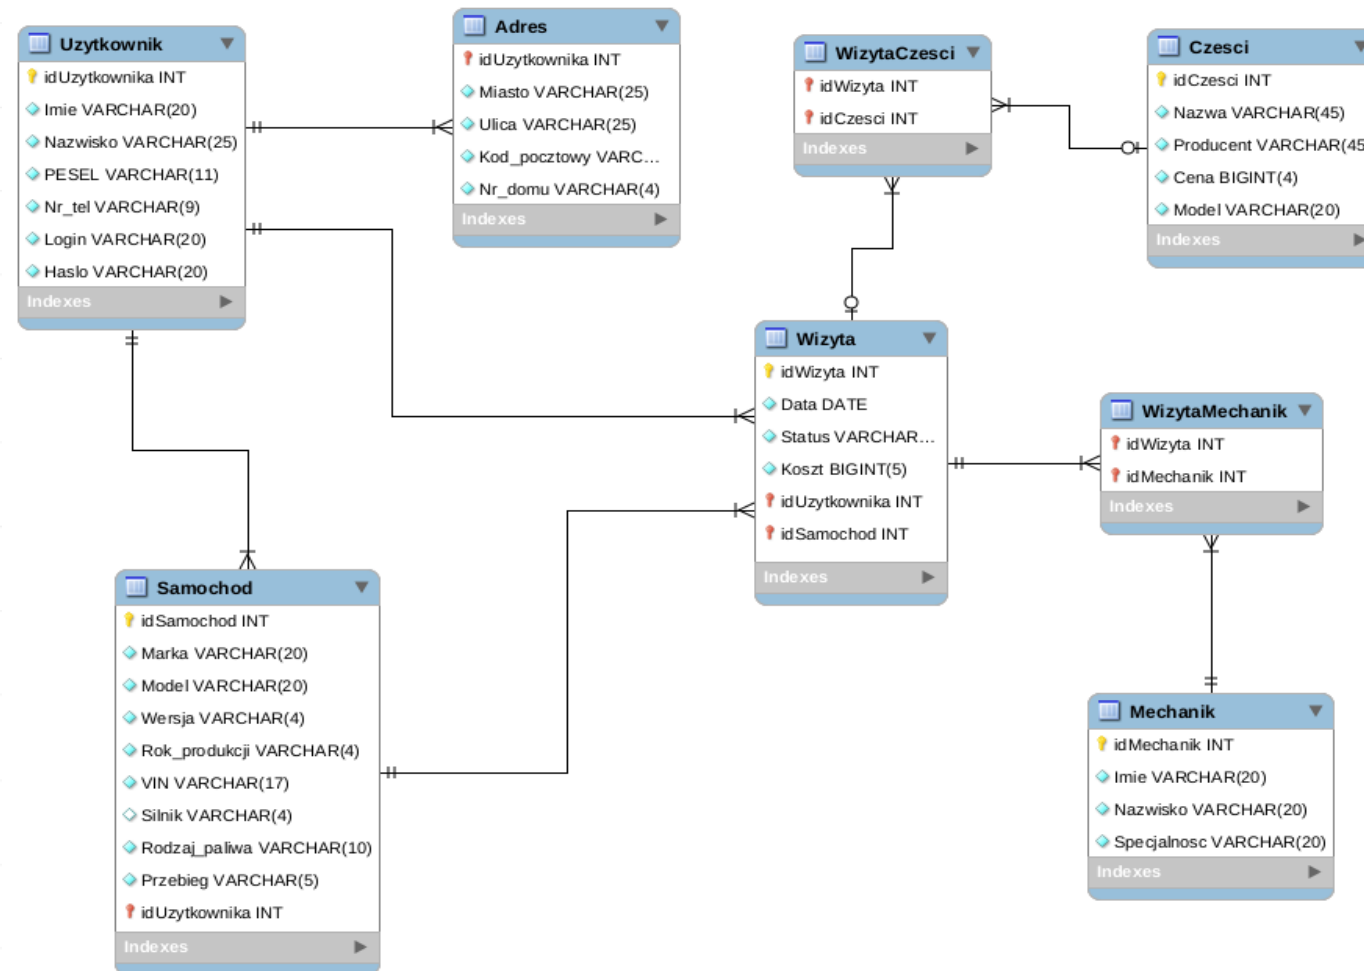 Uzytkownik
idUzytkownika INT
Imie VARCHAR(20)
Nazwisko VARCHAR(25)
PESEL VARCHAR(11)
Nr_tel VARCHAR(9)
Login VARCHAR(20)
Haslo VARCHAR(20)
Indexes
Adres
idUzytkownika INT
Miasto VARCHAR(25)
Ulica VARCHAR(25)
Kod_pocztowy VARC...
Nr_domu VARCHAR(4)
Indexes
WizytaCzesci
idWizyta INT
idCzesci INT
Indexes
Czesci
idCzesci INT
Nazwa VARCHAR(45)
Producent VARCHAR(45
Cena BIGINT(4)
Model VARCHAR(20)
Indexes
Wizyta
idWizyta INT
Data DATE
Status VARCHAR...
Koszt BIGINT(5)
idUzytkownika INT
idSamochod INT
Indexes
WizytaMechanik
idWizyta INT
idMechanik INT
Indexes
Samochod
idSamochod INT
Marka VARCHAR(20)
Model VARCHAR(20)
Wersja VARCHAR(4)
Rok_produkcji VARCHAR(4)
VIN VARCHAR(17)
Silnik VARCHAR(4)
Rodzaj_paliwa VARCHAR(10)
Przebieg VARCHAR(5)
idUzytkownika INT
Indexes
Mechanik
idMechanik INT
Imie VARCHAR(20)
Nazwisko VARCHAR(20)
Specjalnosc VARCHAR(20)
Indexes